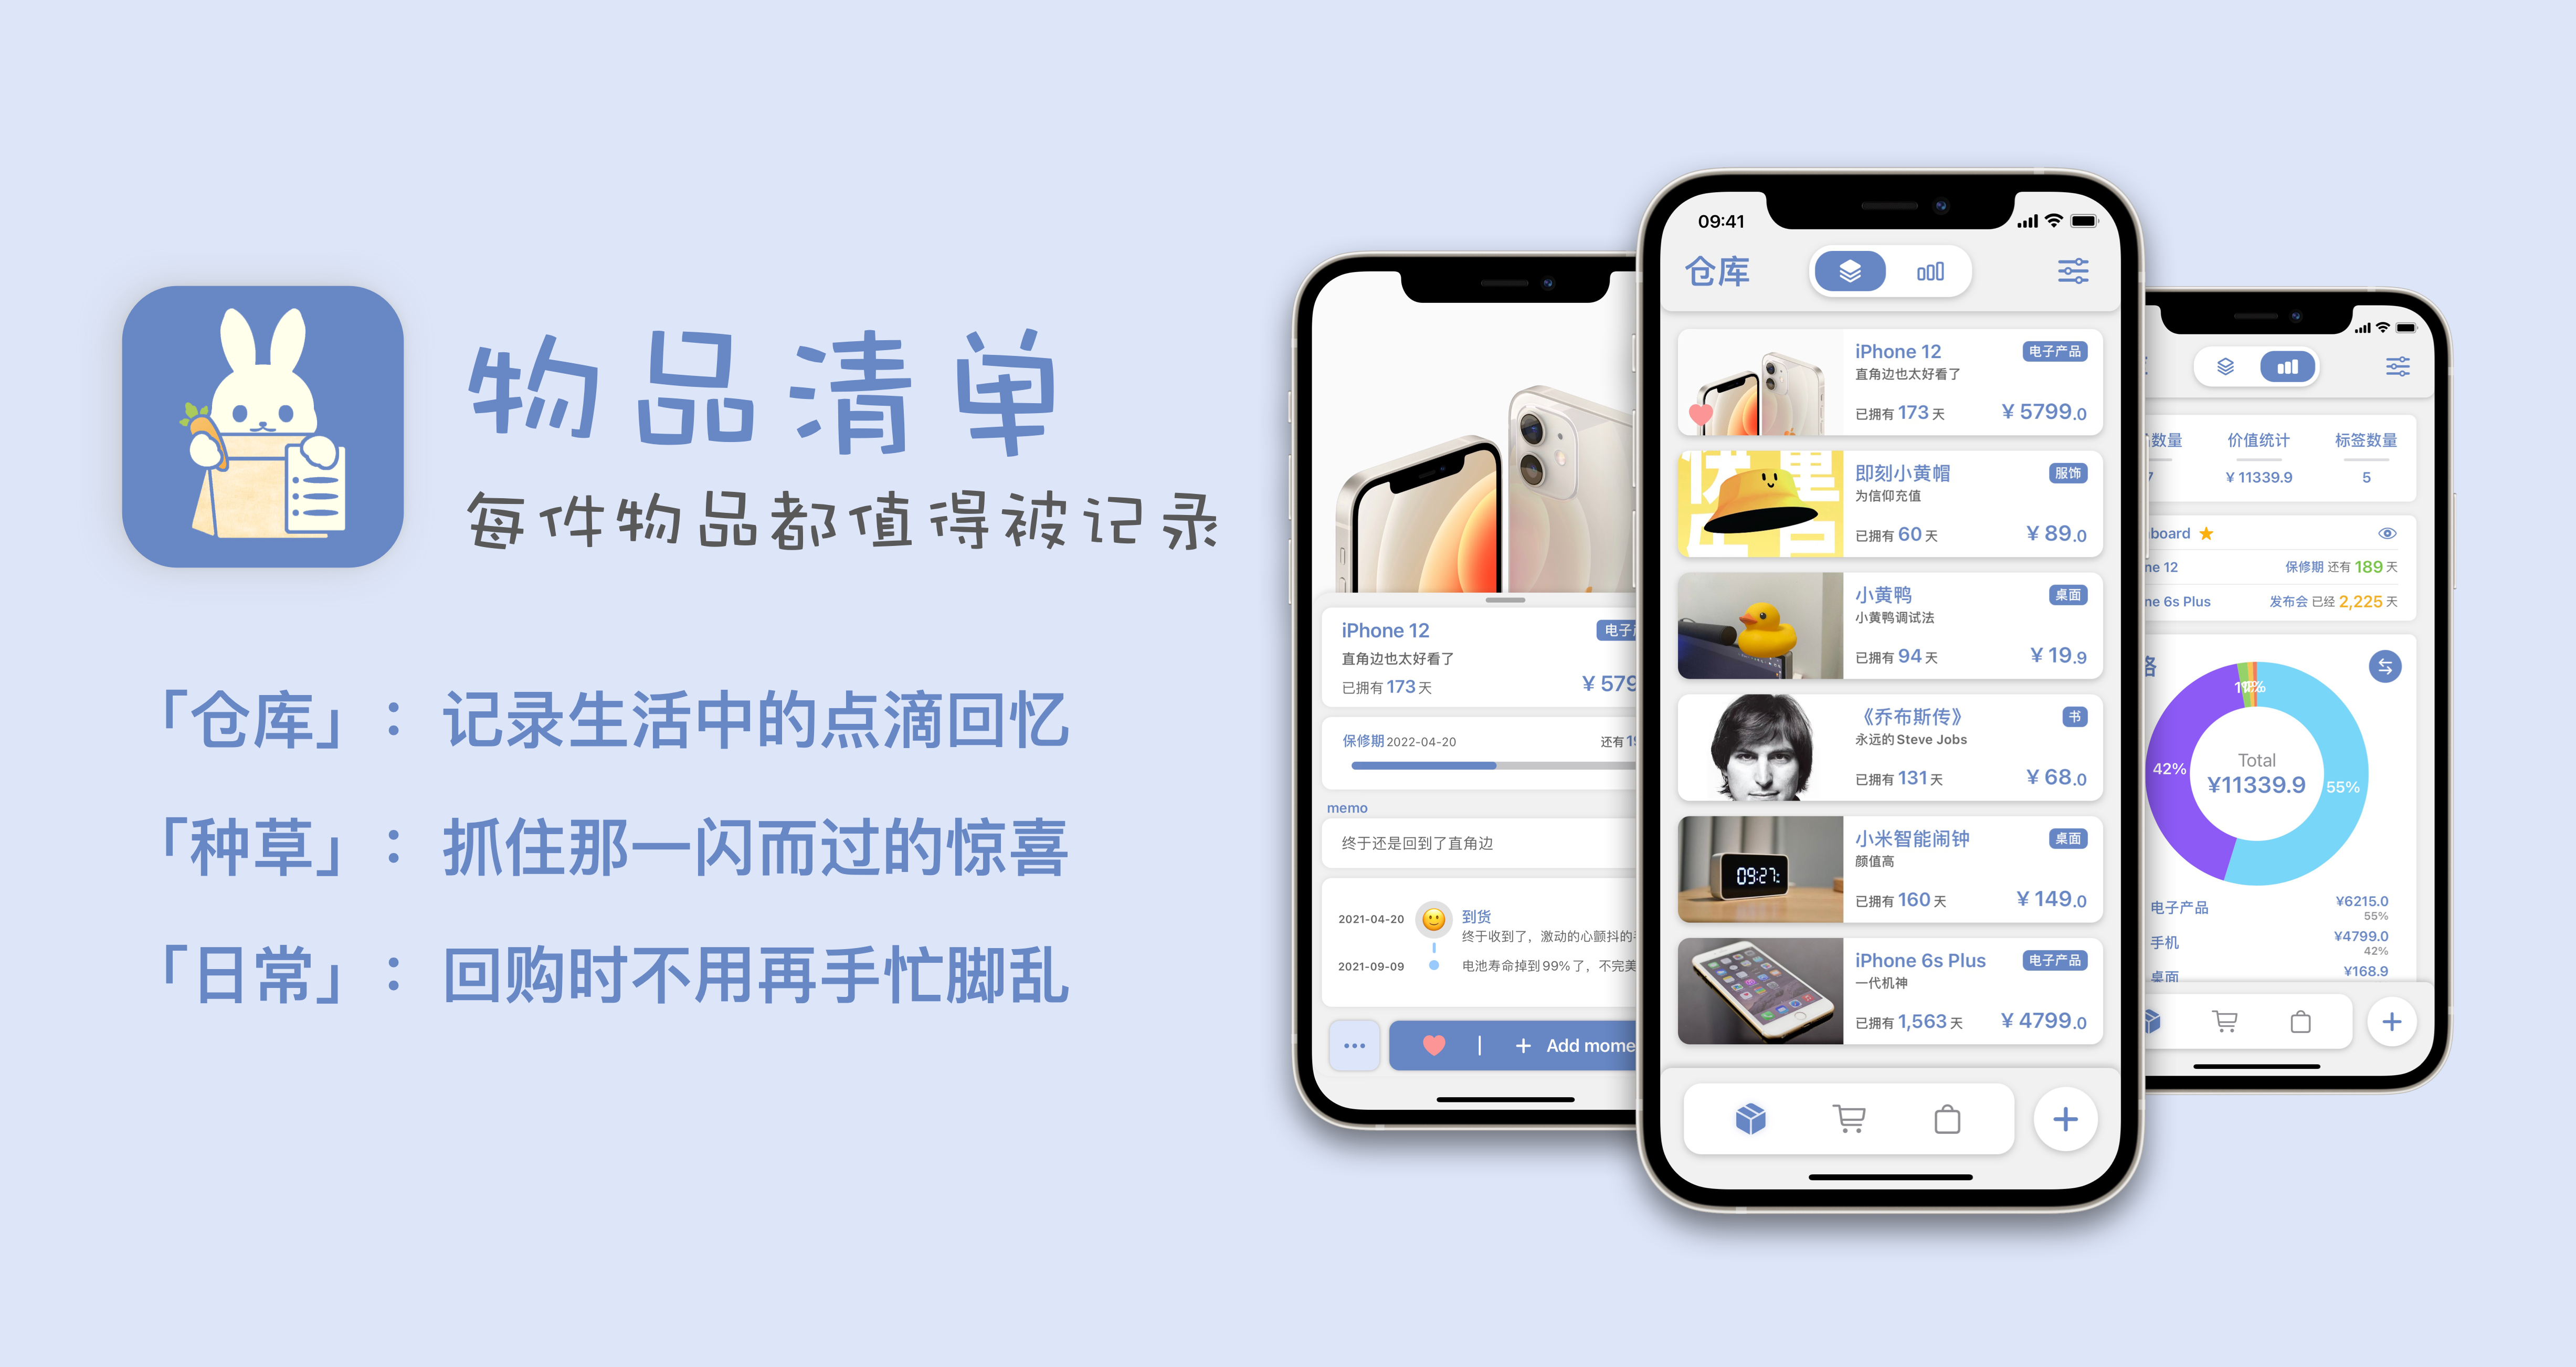 物品清单
每件物品都值得被记录
「仓库」：记录生活中的点滴回忆
「种草」：抓住那一闪而过的惊喜
「日常」：回购时不用再手忙脚乱
iPhone 12 电子产
直角边也太好看了
已拥有 173 天 ¥ 579
保修期 2022-04-20 还有 19
memo
终于还是回到了直角边
2021-04-20 到货
终于收到了，激动的心颤抖的手
2021-09-09 电池寿命掉到99%了，不完美
Add mome
09:41
仓库
iPhone 12 电子产品
直角边也太好看了
已拥有 173 天 ¥ 5799.0
即刻小黄帽 服饰
为信仰充值
已拥有 60 天 ¥ 89.0
小黄鸭 桌面
小黄鸭调试法
已拥有 94 天 ¥ 19.9
《乔布斯传》 书
永远的Steve Jobs
已拥有 131 天 ¥ 68.0
小米智能闹钟 桌面
颜值高
09:27
已拥有 160 天 ¥ 149.0
iPhone 6s Plus 电子产品
一代机神
已拥有 1,563 天 ¥ 4799.0
数量 价值统计 标签数量
7 ¥ 11339.9 5
board
ne 12 保修期 还有 189 天
ne 6s Plus 发布会 已经 2,225 天
格
42%
Total
¥11339.9
55%
电子产品 ¥6215.0
55%
手机 ¥4799.0
42%
桌面 ¥168.9